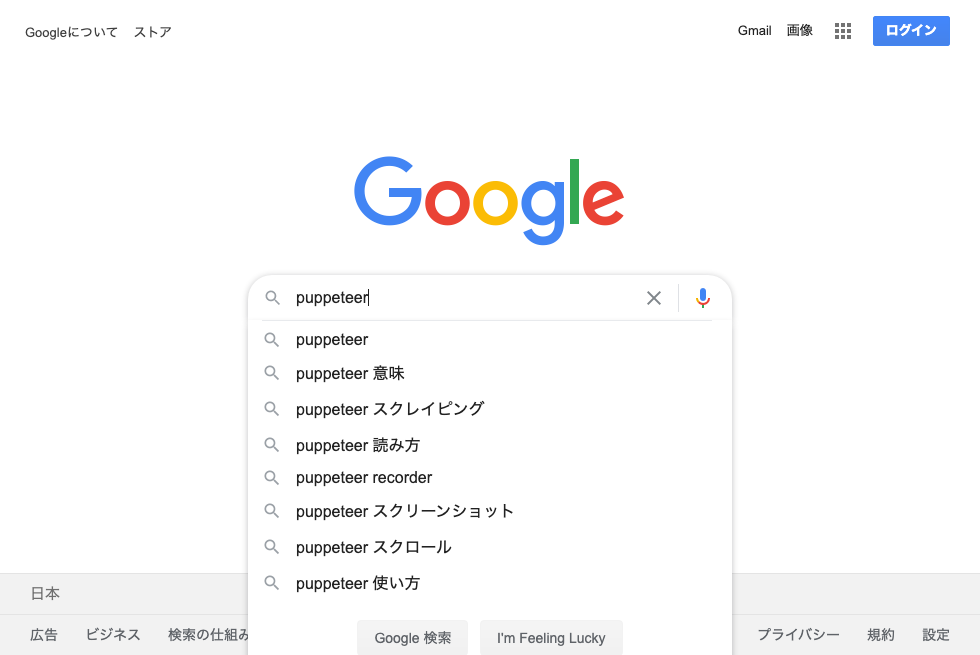 Googleについて ストア Gmail 画像 ログイン
Google
puppeteer
puppeteer
puppeteer 意味
puppeteer スクレイピング
puppeteer 読み方
puppeteer recorder
puppeteer スクリーンショット
puppeteer スクロール
puppeteer 使い方
日本
広告 ビジネス 検索の仕組み Google 検索 I'm Feeling Lucky プライバシー 規約 設定